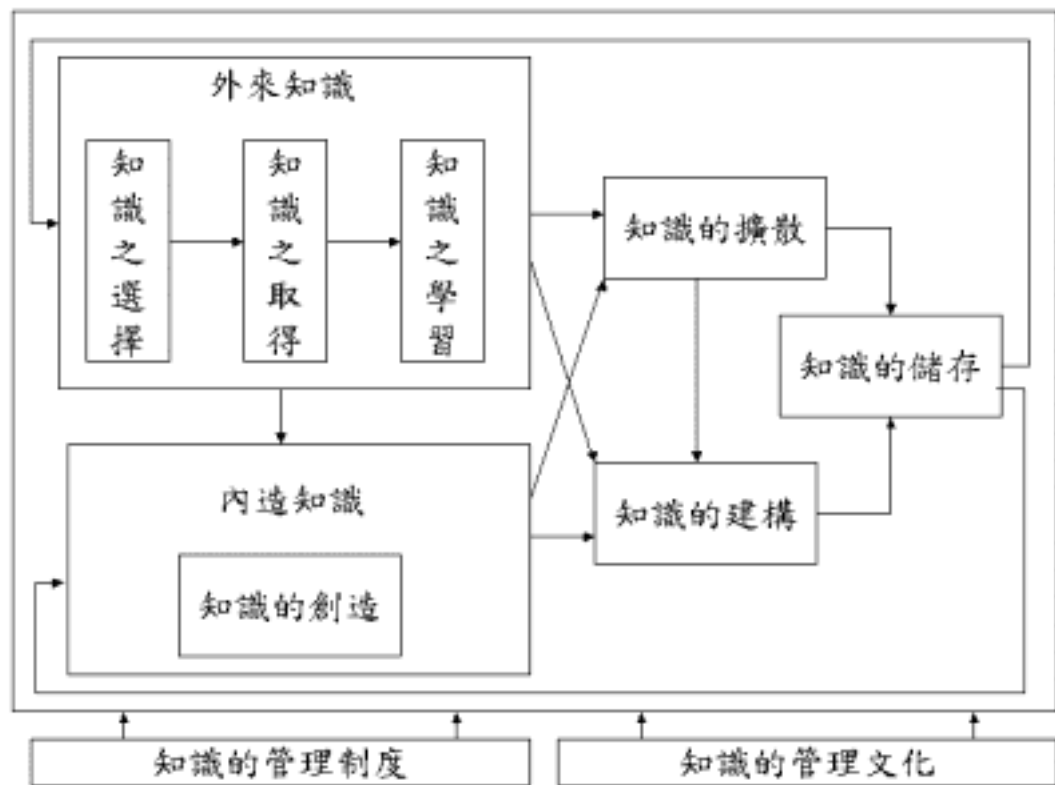 外來知識
知識之選擇
知識之取得
知識之學習
知識的擴散
知識的儲存
內造知識
知識的建構
知識的創造
知識的管理制度
知識的管理文化